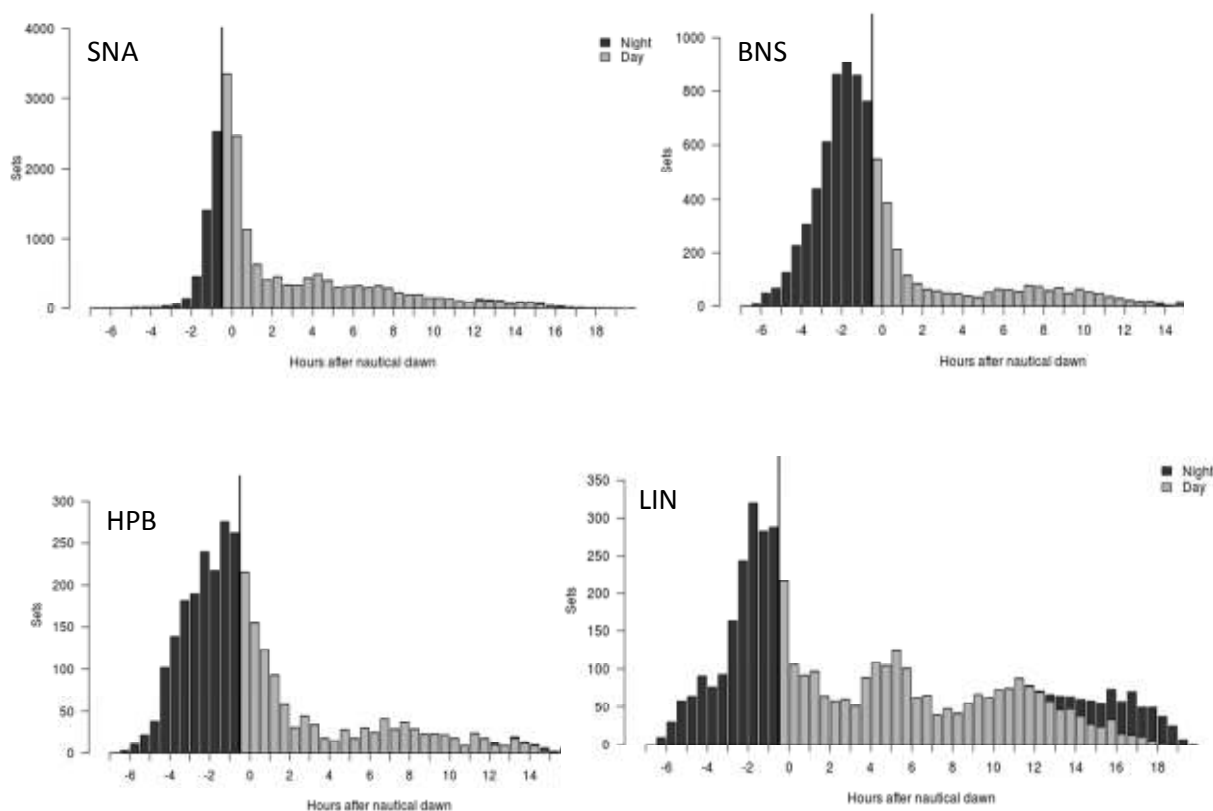 SNA
4000
3000
2000
1000
0
Sets
-6 -4 -2 0 2 4 6 8 10 12 14 16 18
Hours after nautical dawn
Night
Day
BNS
1000
800
600
400
200
0
Sets
-6 -4 -2 0 2 4 6 8 10 12 14
Hours after nautical dawn
HPB
300
250
200
150
100
50
0
Sets
-6 -4 -2 0 2 4 6 8 10 12 14
Hours after nautical dawn
LIN
350
300
250
200
150
100
50
0
Sets
-6 -4 -2 0 2 4 6 8 10 12 14 16 18
Hours after nautical dawn
Night
Day